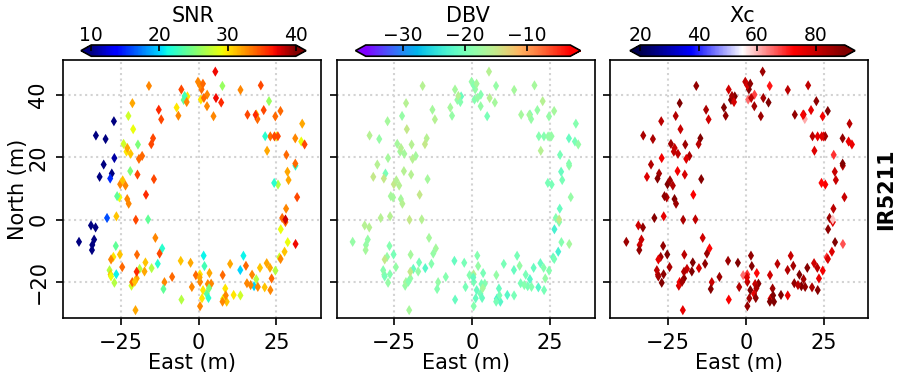 SNR DBV Xc
10 20 30 40 −30 −20 −10 20 40 60 80
North (m)
40
20
0
−20
IR5211
−25 0 25 −25 0 25 −25 0 25
East (m) East (m) East (m)